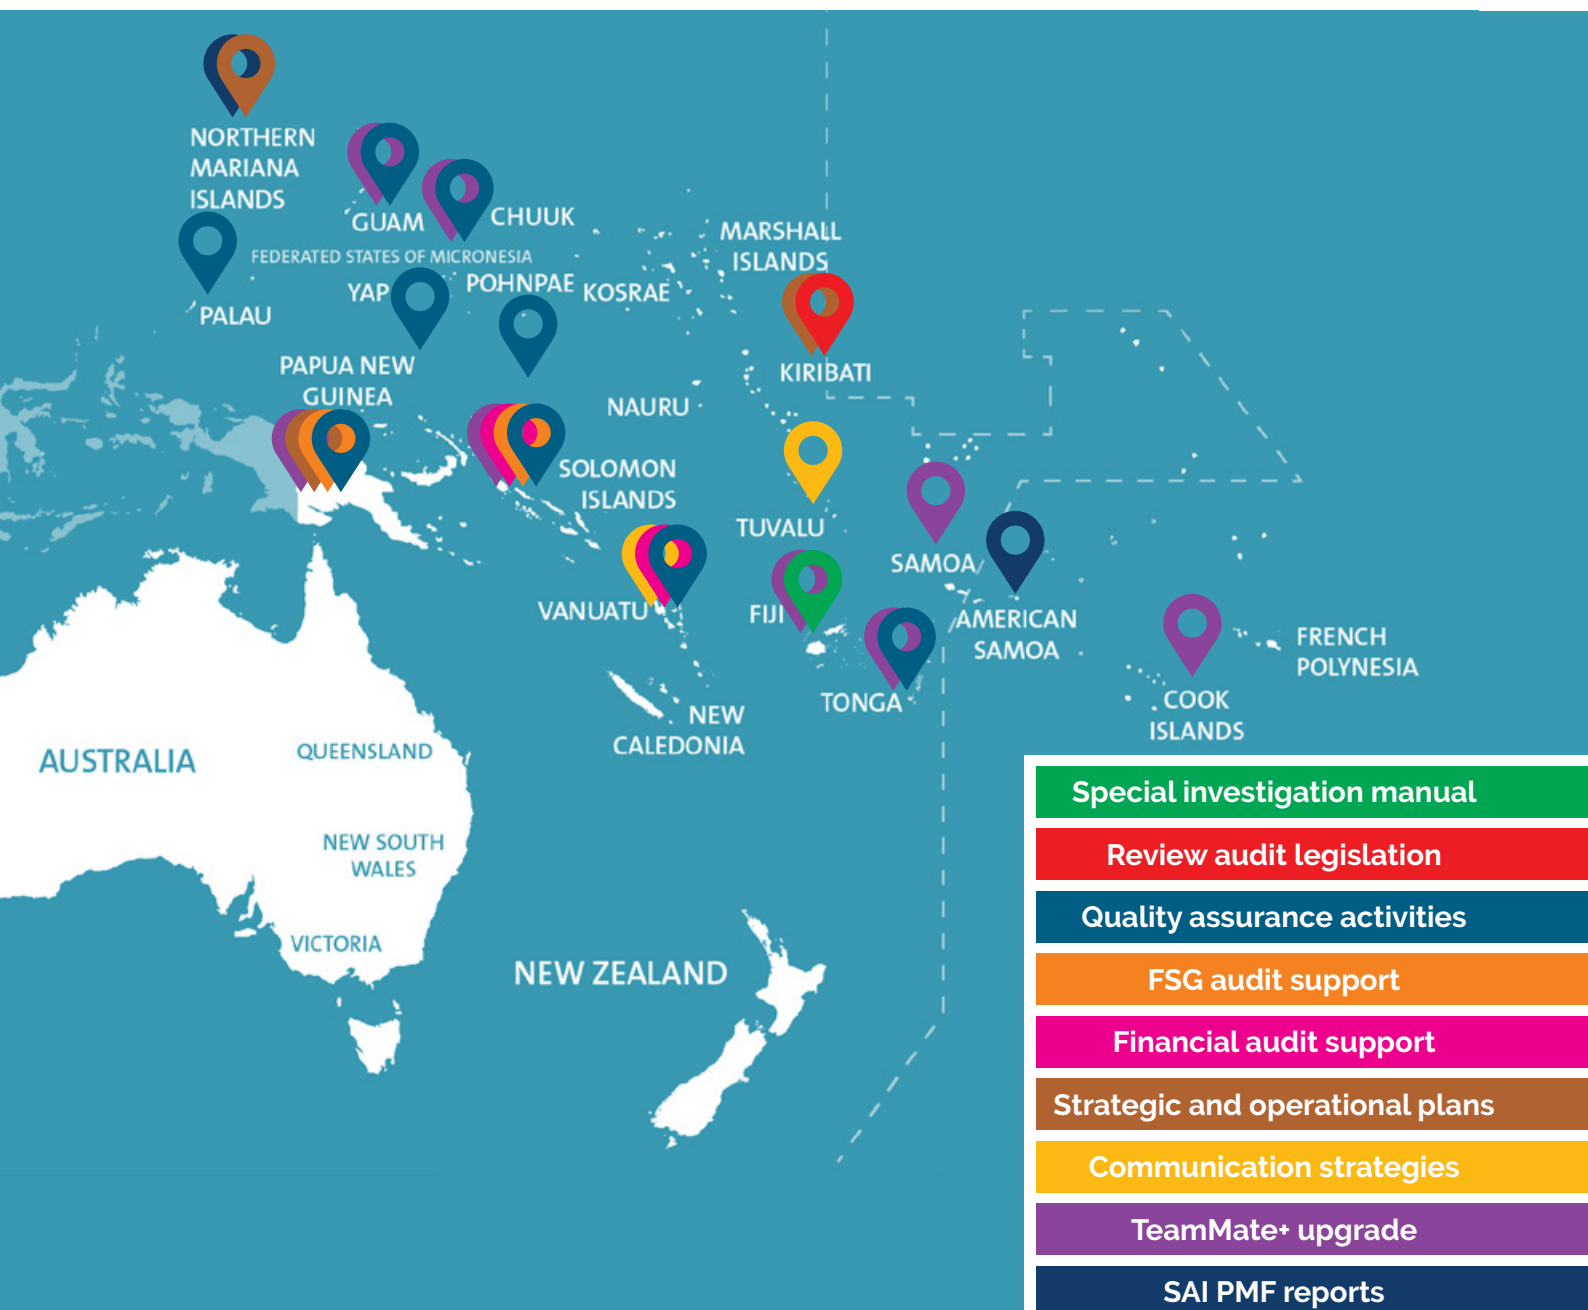 NORTHERN
MARIANA
ISLANDS
GUAM
CHUUK
FEDERATED STATES OF MICRONESIA
MARSHALL
ISLANDS
YAP
POHNPAE
KOSRAE
PALAU
PAPUA NEW
GUINEA
KIRIBATI
NAURU
SOLOMON
ISLANDS
TUVALU
SAMOA
VANUATU
FIJI
AMERICAN
SAMOA
FRENCH
POLYNESIA
TONGA
COOK
ISLANDS
NEW
CALEDONIA
AUSTRALIA
QUEENSLAND
NEW SOUTH
WALES
VICTORIA
NEW ZEALAND
Special investigation manual
Review audit legislation
Quality assurance activities
FSG audit support
Financial audit support
Strategic and operational plans
Communication strategies
TeamMate+ upgrade
SAI PMF reports